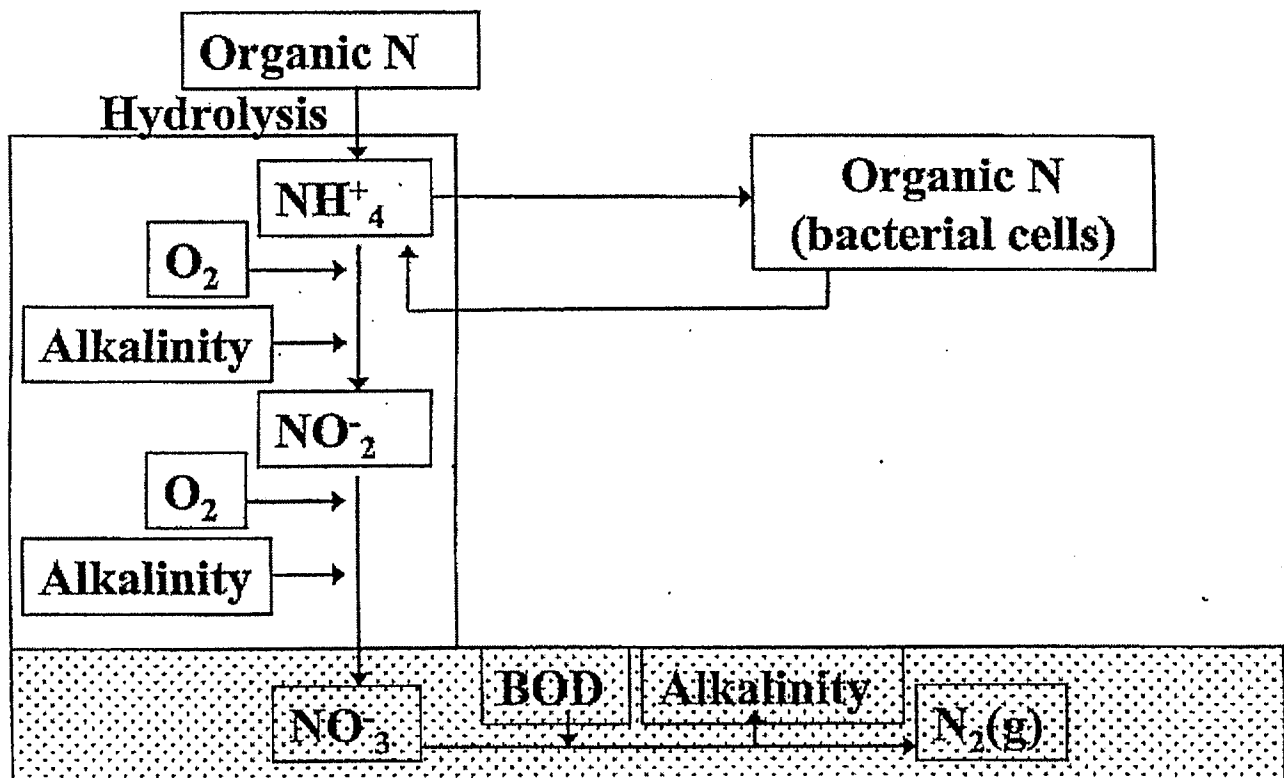 Organic N
Hydrolysis
NH⁺₄
Organic N
(bacterial cells)
O₂
Alkalinity
NO⁻₂
O₂
Alkalinity
BOD
Alkalinity
NO⁻₃
N₂(g)